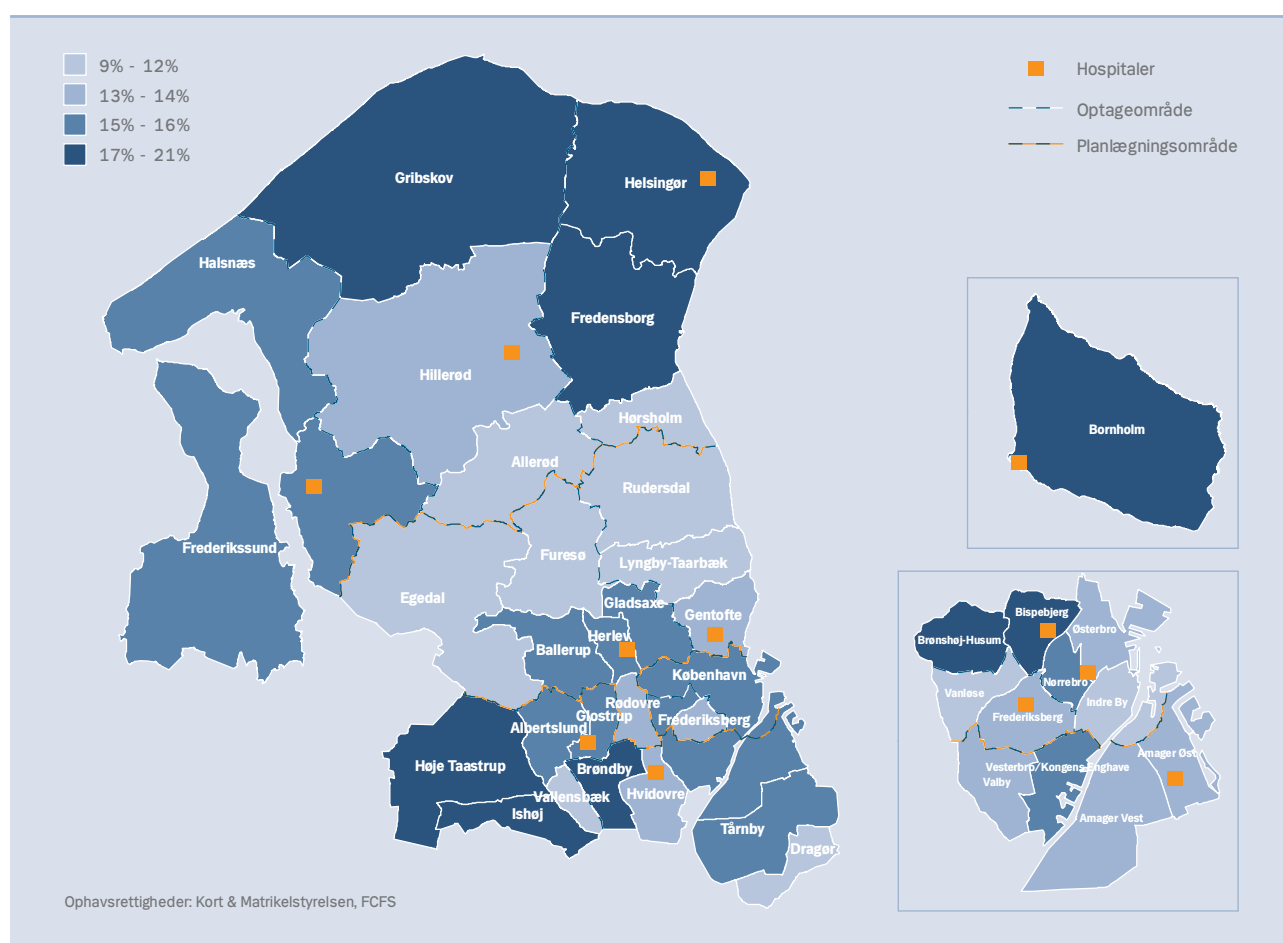 9% - 12%
13% - 14%
15% - 16%
17% - 21%
Hospitaler
Optageområde
Planlægningsområde
Gribskov
Helsingør
Halsnæs
Fredensborg
Hillerød
Hørsholm
Allerød
Rudersdal
Frederikssund
Furesø
Lyngby-Taarbæk
Egedal
Gladsaxe
Gentofte
Herlev
Ballerup
København
Rødovre
Glostrup
Frederiksberg
Albertslund
Høje Taastrup
Brøndby
Vallensbæk
Hvidovre
Ishøj
Tårnby
Dragør
Bornholm
Bispebjerg
Østerbro
Brønshøj-Husum
Nørrebro
Vanløse
Indre By
Frederiksberg
Amager Øst
Vesterbro/Kongens Enghave
Valby
Amager Vest
Ophavsrettigheder: Kort & Matrikelstyrelsen, FCFS